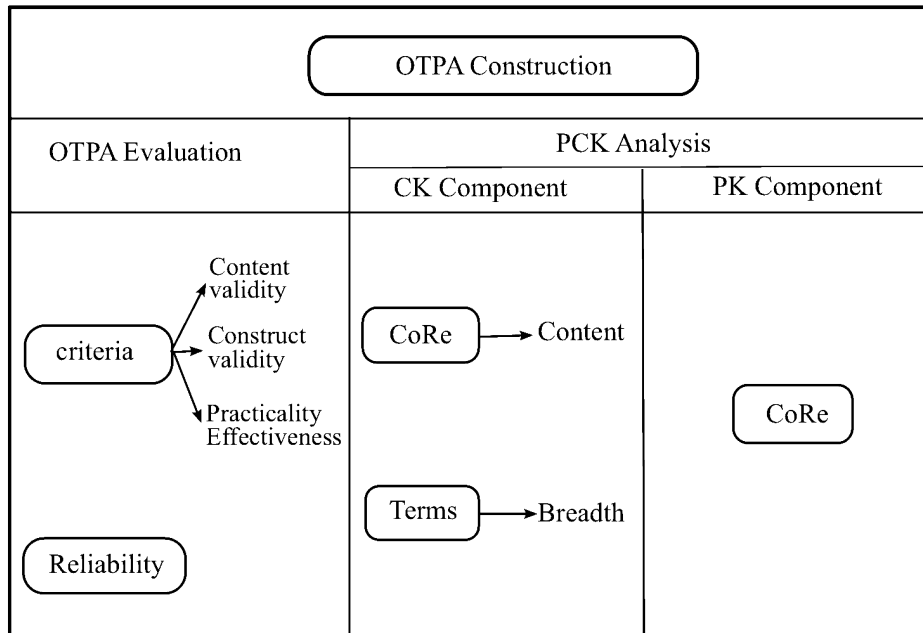 OTPA Construction
OTPA Evaluation
PCK Analysis
CK Component
PK Component
criteria
Content
validity
Construct
validity
Practicality
Effectiveness
Reliability
CoRe
Content
Terms
Breadth
CoRe